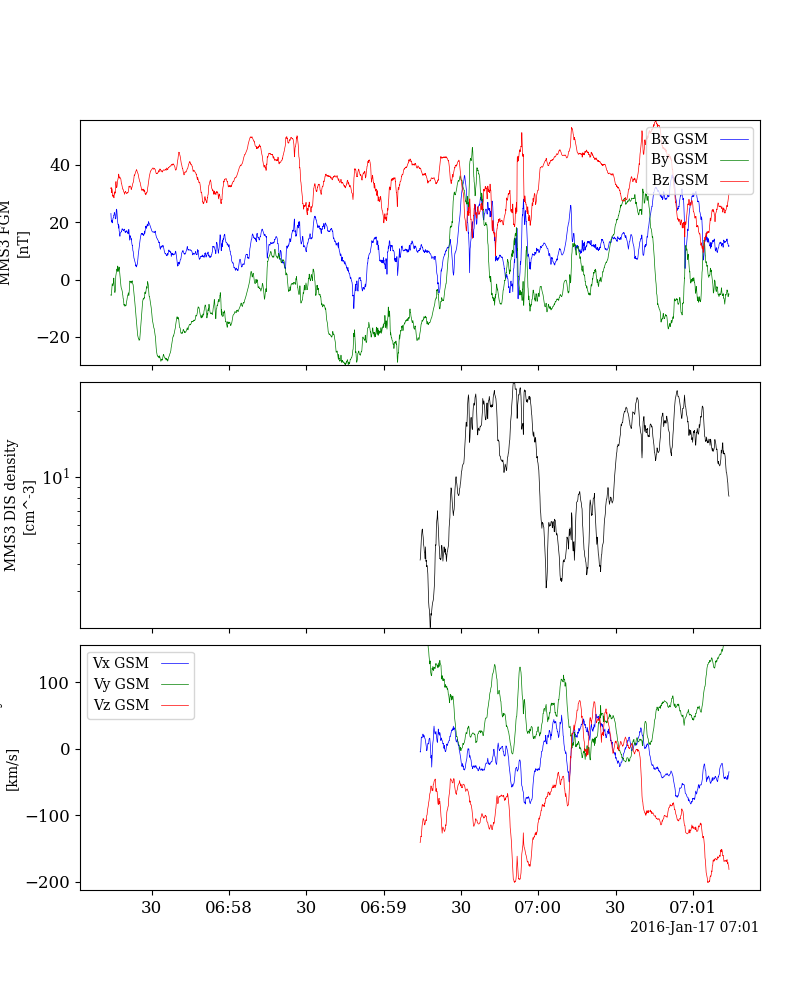 MMS3 FGM
[nT]
40
20
0
−20
Bx GSM
By GSM
Bz GSM
MMS3 DIS density
[cm^-3]
10^1
Vx GSM
Vy GSM
Vz GSM
[km/s]
100
0
−100
−200
30
06:58
30
06:59
30
07:00
30
07:01
2016-Jan-17 07:01